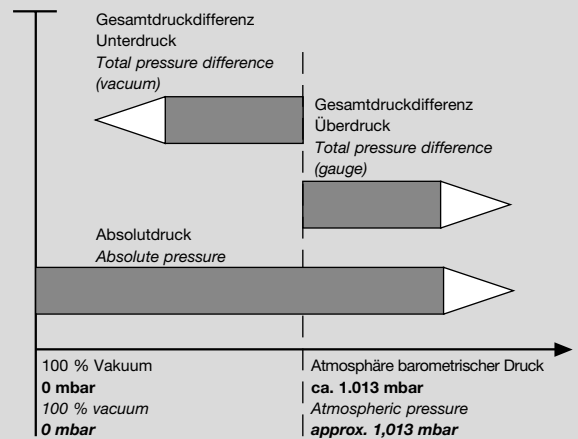 Gesamtdruckdifferenz
Unterdruck
Total pressure difference
(vacuum)
Gesamtdruckdifferenz
Überdruck
Total pressure difference
(gauge)
Absolutdruck
Absolute pressure
100 % Vakuum
0 mbar
100 % vacuum
0 mbar
Atmosphäre barometrischer Druck
ca. 1.013 mbar
Atmospheric pressure
approx. 1,013 mbar